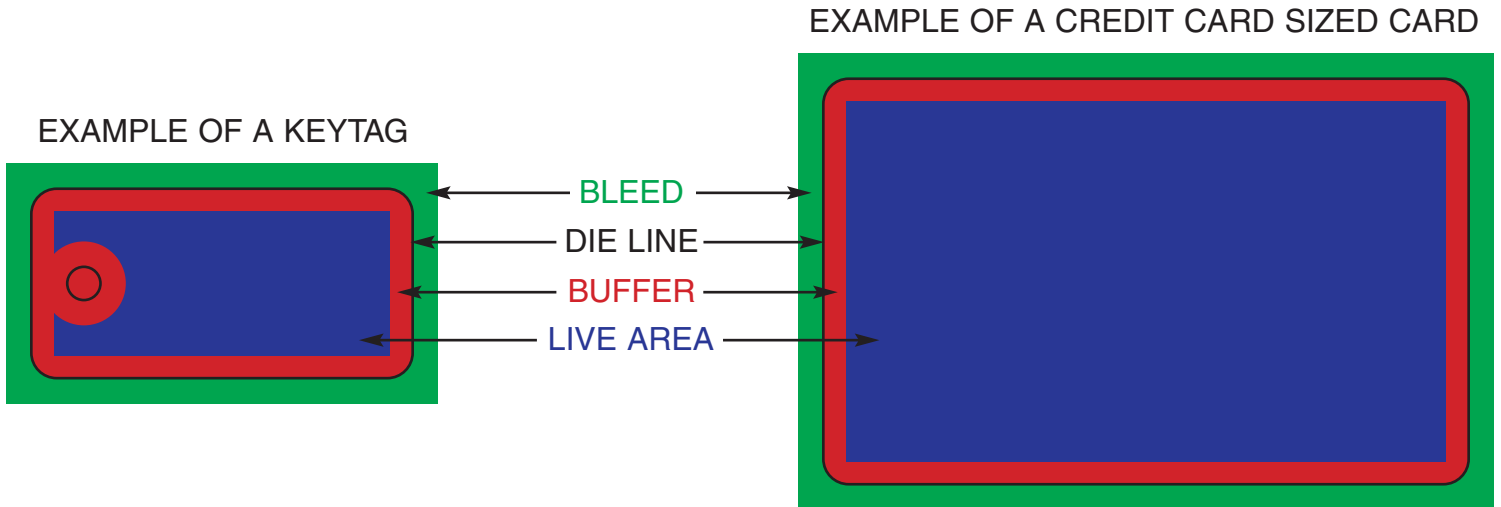 EXAMPLE OF A CREDIT CARD SIZED CARD
EXAMPLE OF A KEYTAG
BLEED
DIE LINE
BUFFER
LIVE AREA